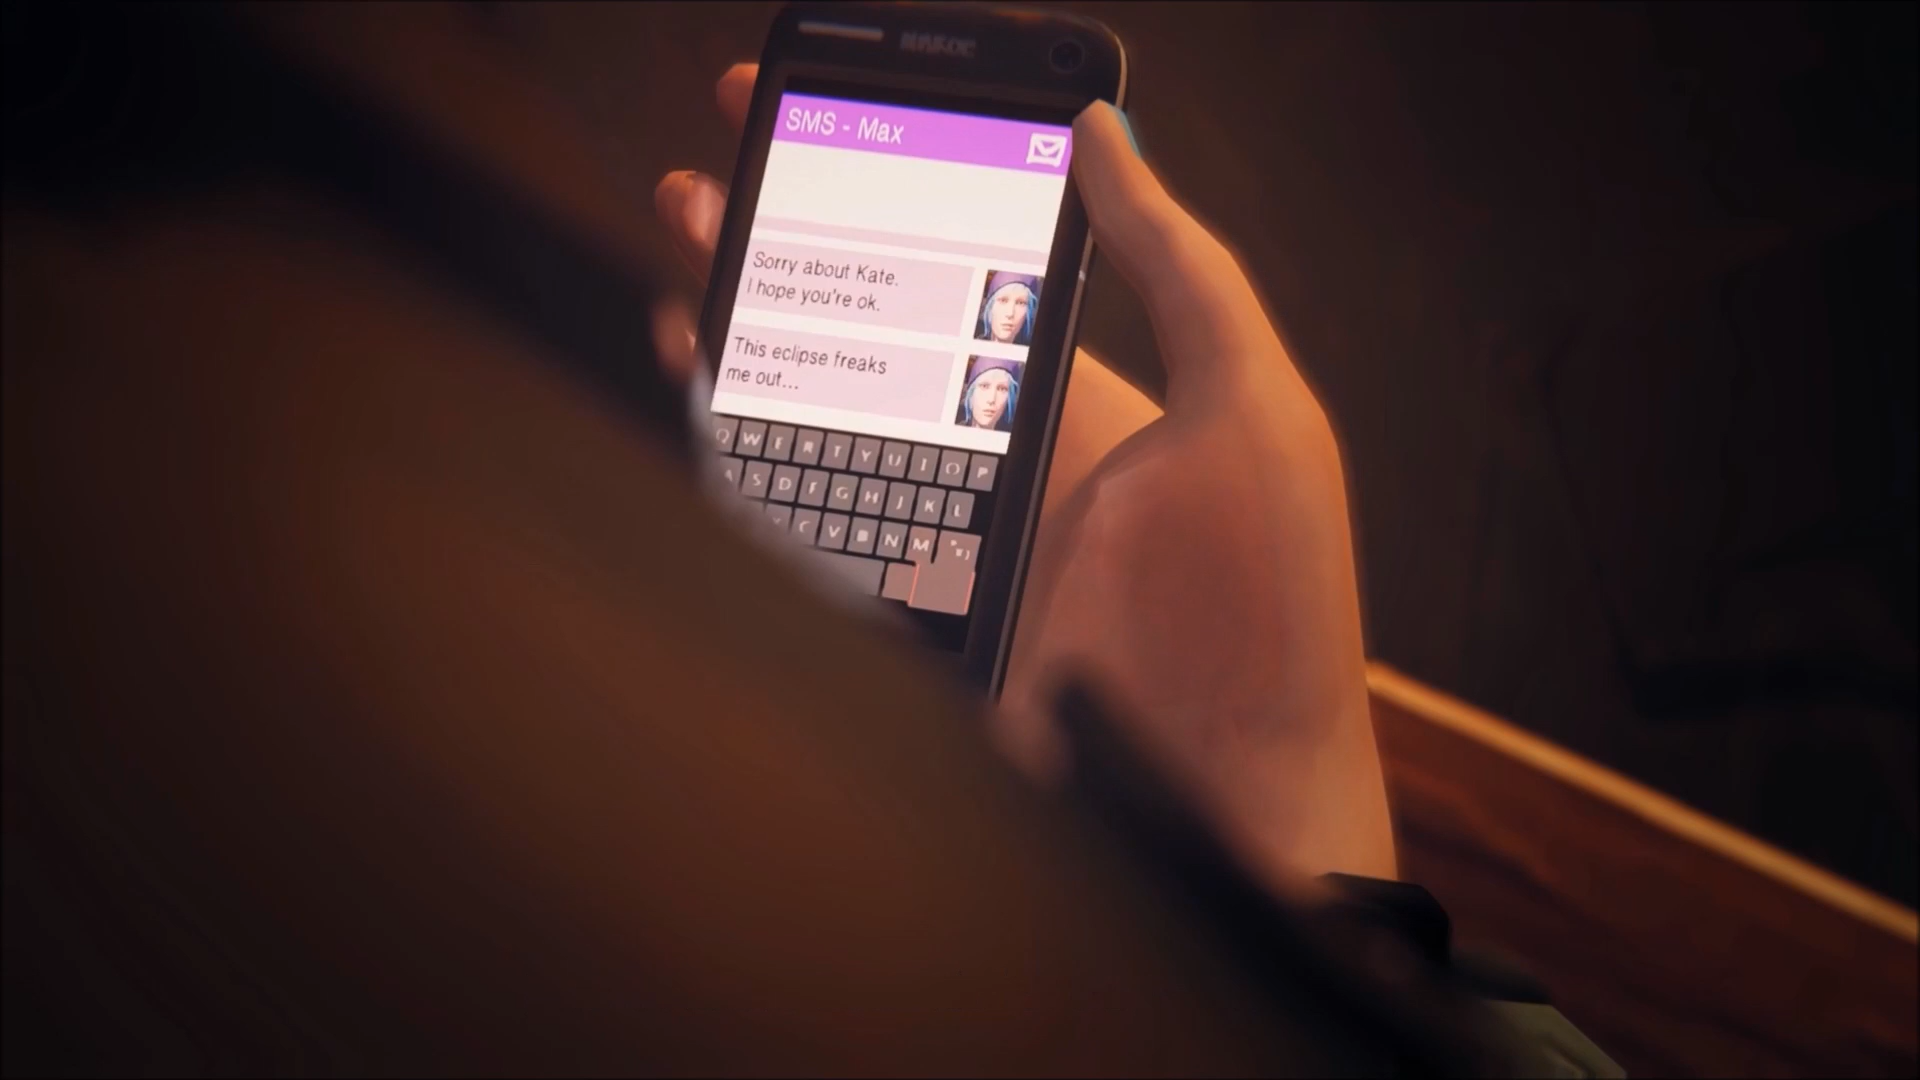 SMS - Max
Sorry about Kate.
I hope you're ok.
This eclipse freaks
me out...
Q W E R T Y U I O P
A S D F G H J K L
C V B N M